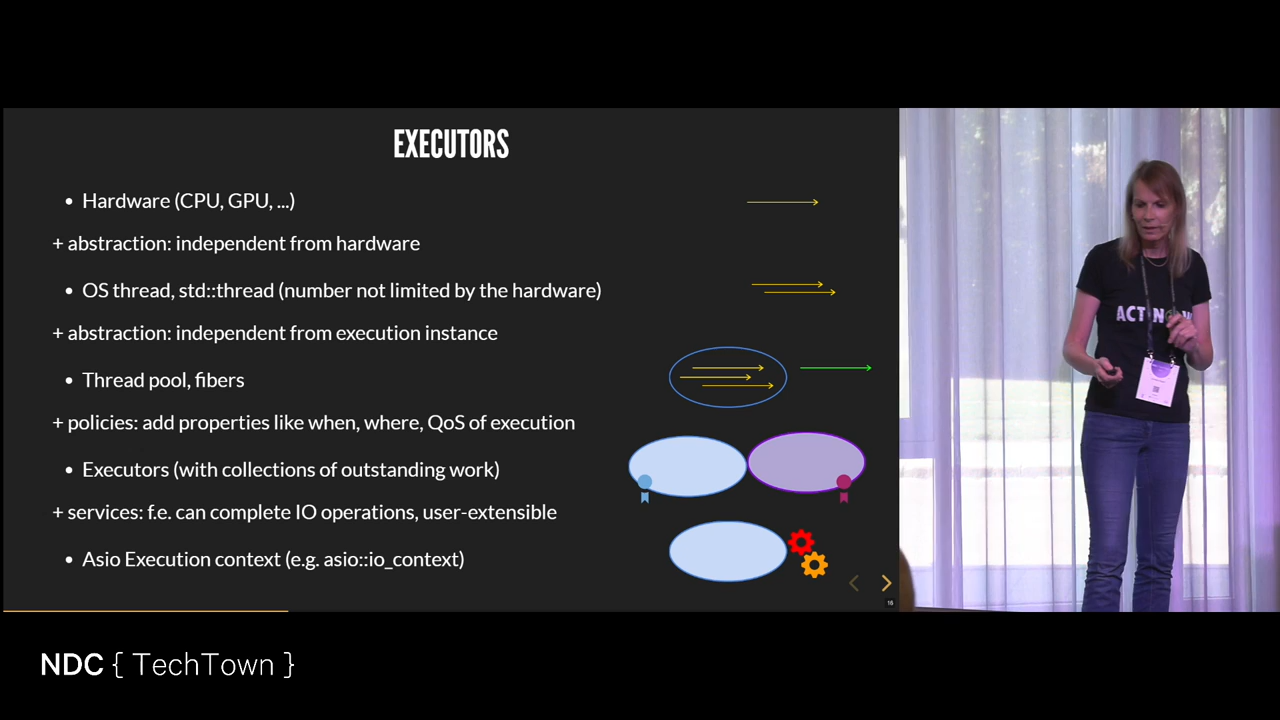 EXECUTORS
• Hardware (CPU, GPU, ...)
+ abstraction: independent from hardware
• OS thread, std::thread (number not limited by the hardware)
+ abstraction: independent from execution instance
• Thread pool, fibers
+ policies: add properties like when, where, QoS of execution
• Executors (with collections of outstanding work)
+ services: f.e. can complete IO operations, user-extensible
• Asio Execution context (e.g. asio::io_context)
16
NDC { TechTown }